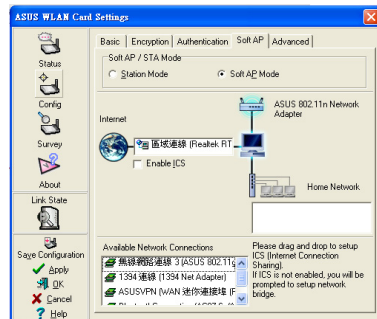 ASUS WLAN Card Settings
Status
Config
Survey
About
Link State
Save Configuration
Apply
OK
Cancel
Help
Basic Encryption Authentication Soft AP Advanced
Soft AP / STA Mode
Station Mode
Soft AP Mode
ASUS 802.11n Network Adapter
Internet
區域連線 (Realtek RT
Enable ICS
Home Network
Available Network Connections
無線網路連線 3 (ASUS 802.11g
1394 連線 (1394 Net Adapter)
ASUSVPN (WAN 迷你連接埠 (F
Please drag and drop to setup
ICS (Internet Connection
Sharing).
If ICS is not enabled, you will be
prompted to setup network
bridge.